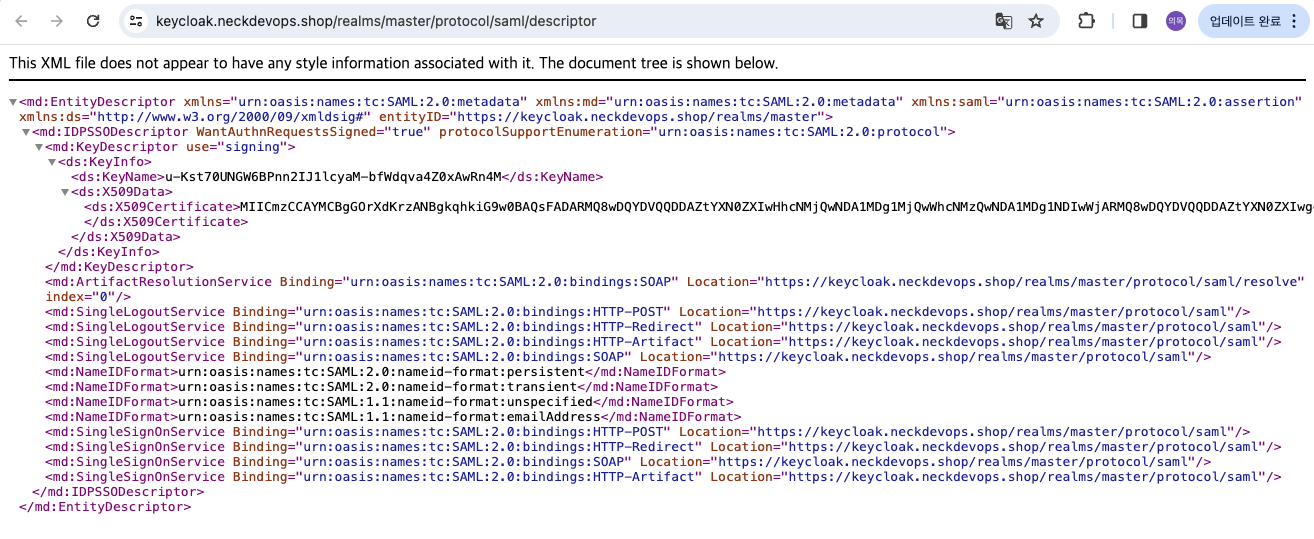 keycloak.neckdevops.shop/realms/master/protocol/saml/descriptor
의목
업데이트 완료
This XML file does not appear to have any style information associated with it. The document tree is shown below.
<md:EntityDescriptor xmlns="urn:oasis:names:tc:SAML:2.0:metadata" xmlns:md="urn:oasis:names:tc:SAML:2.0:metadata" xmlns:saml="urn:oasis:names:tc:SAML:2.0:assertion"
xmlns:ds="http://www.w3.org/2000/09/xmldsig#" entityID="https://keycloak.neckdevops.shop/realms/master">
<md:IDPSSODescriptor WantAuthnRequestsSigned="true" protocolSupportEnumeration="urn:oasis:names:tc:SAML:2.0:protocol">
<md:KeyDescriptor use="signing">
<ds:KeyInfo>
<ds:KeyName>u-Kst70UNGW6BPnn2IJ1lcyaM-bfWdqva4Z0xAwRn4M</ds:KeyName>
<ds:X509Data>
<ds:X509Certificate>MIICmzCCAYMCBgGOrXdKrzANBgkqhkiG9w0BAQsFADARMQ8wDQYDVQQDDAZtYXN0ZXIwHhcNMjQwNDA1MDg1MjQwWhcNMzQwNDA1MDg1NDIwWjARMQ8wDQYDVQQDDAZtYXN0ZXIwg
</ds:X509Certificate>
</ds:X509Data>
</ds:KeyInfo>
</md:KeyDescriptor>
<md:ArtifactResolutionService Binding="urn:oasis:names:tc:SAML:2.0:bindings:SOAP" Location="https://keycloak.neckdevops.shop/realms/master/protocol/saml/resolve"
index="0"/>
<md:SingleLogoutService Binding="urn:oasis:names:tc:SAML:2.0:bindings:HTTP-POST" Location="https://keycloak.neckdevops.shop/realms/master/protocol/saml"/>
<md:SingleLogoutService Binding="urn:oasis:names:tc:SAML:2.0:bindings:HTTP-Redirect" Location="https://keycloak.neckdevops.shop/realms/master/protocol/saml"/>
<md:SingleLogoutService Binding="urn:oasis:names:tc:SAML:2.0:bindings:HTTP-Artifact" Location="https://keycloak.neckdevops.shop/realms/master/protocol/saml"/>
<md:SingleLogoutService Binding="urn:oasis:names:tc:SAML:2.0:bindings:SOAP" Location="https://keycloak.neckdevops.shop/realms/master/protocol/saml"/>
<md:NameIDFormat>urn:oasis:names:tc:SAML:2.0:nameid-format:persistent</md:NameIDFormat>
<md:NameIDFormat>urn:oasis:names:tc:SAML:2.0:nameid-format:transient</md:NameIDFormat>
<md:NameIDFormat>urn:oasis:names:tc:SAML:1.1:nameid-format:unspecified</md:NameIDFormat>
<md:NameIDFormat>urn:oasis:names:tc:SAML:1.1:nameid-format:emailAddress</md:NameIDFormat>
<md:SingleSignOnService Binding="urn:oasis:names:tc:SAML:2.0:bindings:HTTP-POST" Location="https://keycloak.neckdevops.shop/realms/master/protocol/saml"/>
<md:SingleSignOnService Binding="urn:oasis:names:tc:SAML:2.0:bindings:HTTP-Redirect" Location="https://keycloak.neckdevops.shop/realms/master/protocol/saml"/>
<md:SingleSignOnService Binding="urn:oasis:names:tc:SAML:2.0:bindings:SOAP" Location="https://keycloak.neckdevops.shop/realms/master/protocol/saml"/>
<md:SingleSignOnService Binding="urn:oasis:names:tc:SAML:2.0:bindings:HTTP-Artifact" Location="https://keycloak.neckdevops.shop/realms/master/protocol/saml"/>
</md:IDPSSODescriptor>
</md:EntityDescriptor>